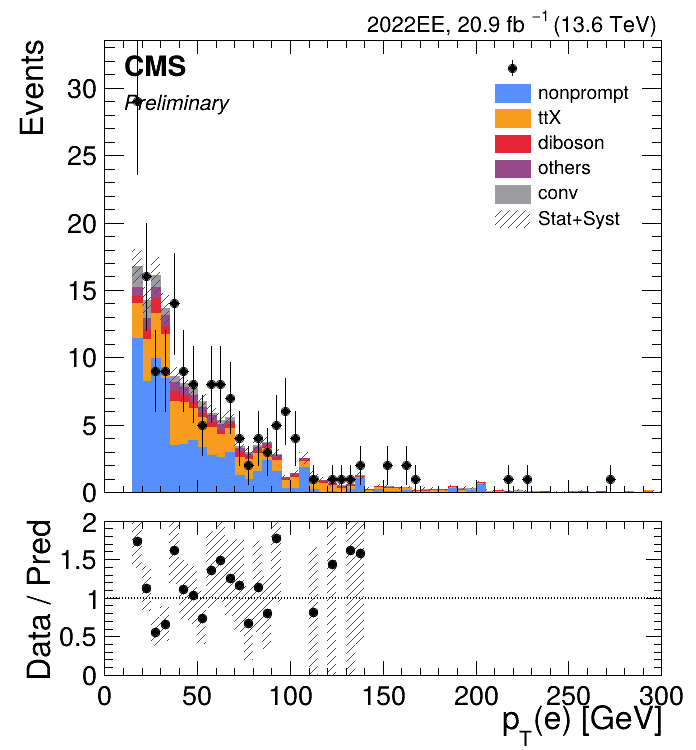 2022EE, 20.9 fb⁻¹ (13.6 TeV)
Events
CMS
Preliminary
nonprompt
ttX
diboson
others
conv
Stat+Syst
30
25
20
15
10
5
0
Data / Pred
2
1.5
1
0.5
0
0 50 100 150 200 250 300
p_T(e) [GeV]